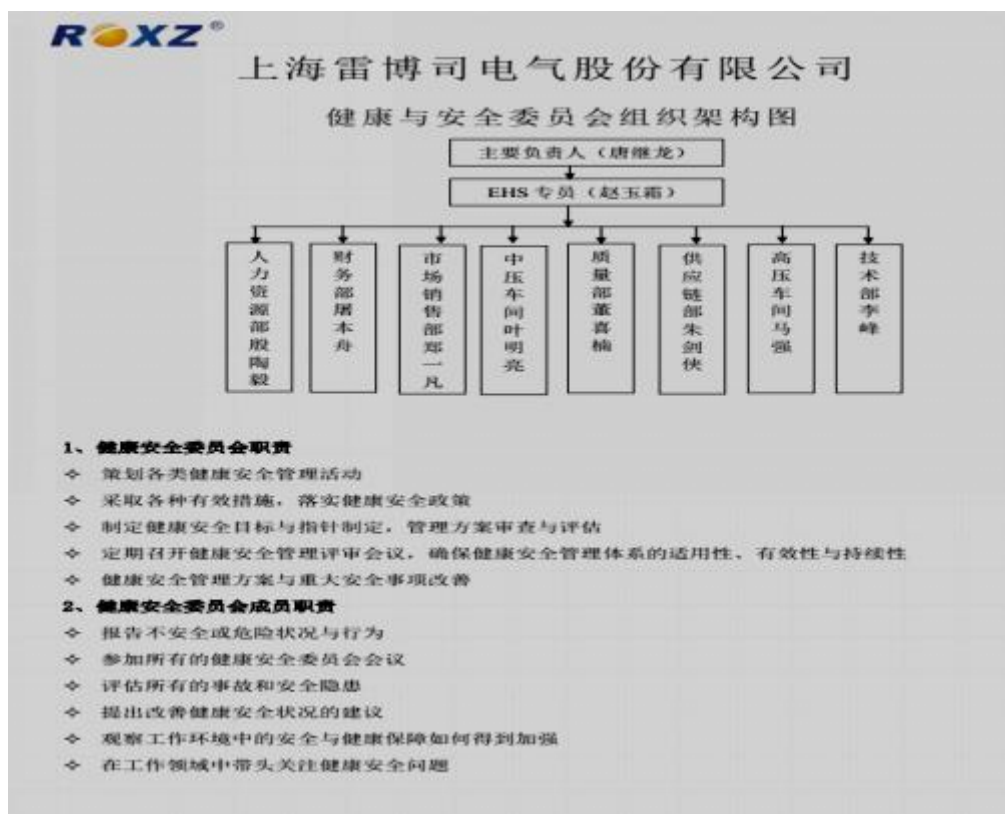 ROXZ®
上海雷博司电气股份有限公司
健康与安全委员会组织架构图
主要负责人（唐继龙）
EHS 专员（赵玉霜）
人力资源部殷陶毅
财务部屠本舟
市场销售部郑一凡
中压车间叶明亮
质量部董喜楠
供应链部朱剑侠
高压车间马强
技术部李峰
1、健康安全委员会职责
✧ 策划各类健康安全管理活动
✧ 采取各种有效措施，落实健康安全政策
✧ 制定健康安全目标与指针制定，管理方案审查与评估
✧ 定期召开健康安全管理评审会议，确保健康安全管理体系的适用性、有效性与持续性
✧ 健康安全管理方案与重大安全事项改善
2、健康安全委员会成员职责
✧ 报告不安全或危险状况与行为
✧ 参加所有的健康安全委员会会议
✧ 评估所有的事故和安全隐患
✧ 提出改善健康安全状况的建议
✧ 观察工作环境中的安全与健康保障如何得到加强
✧ 在工作领域中带头关注健康安全问题